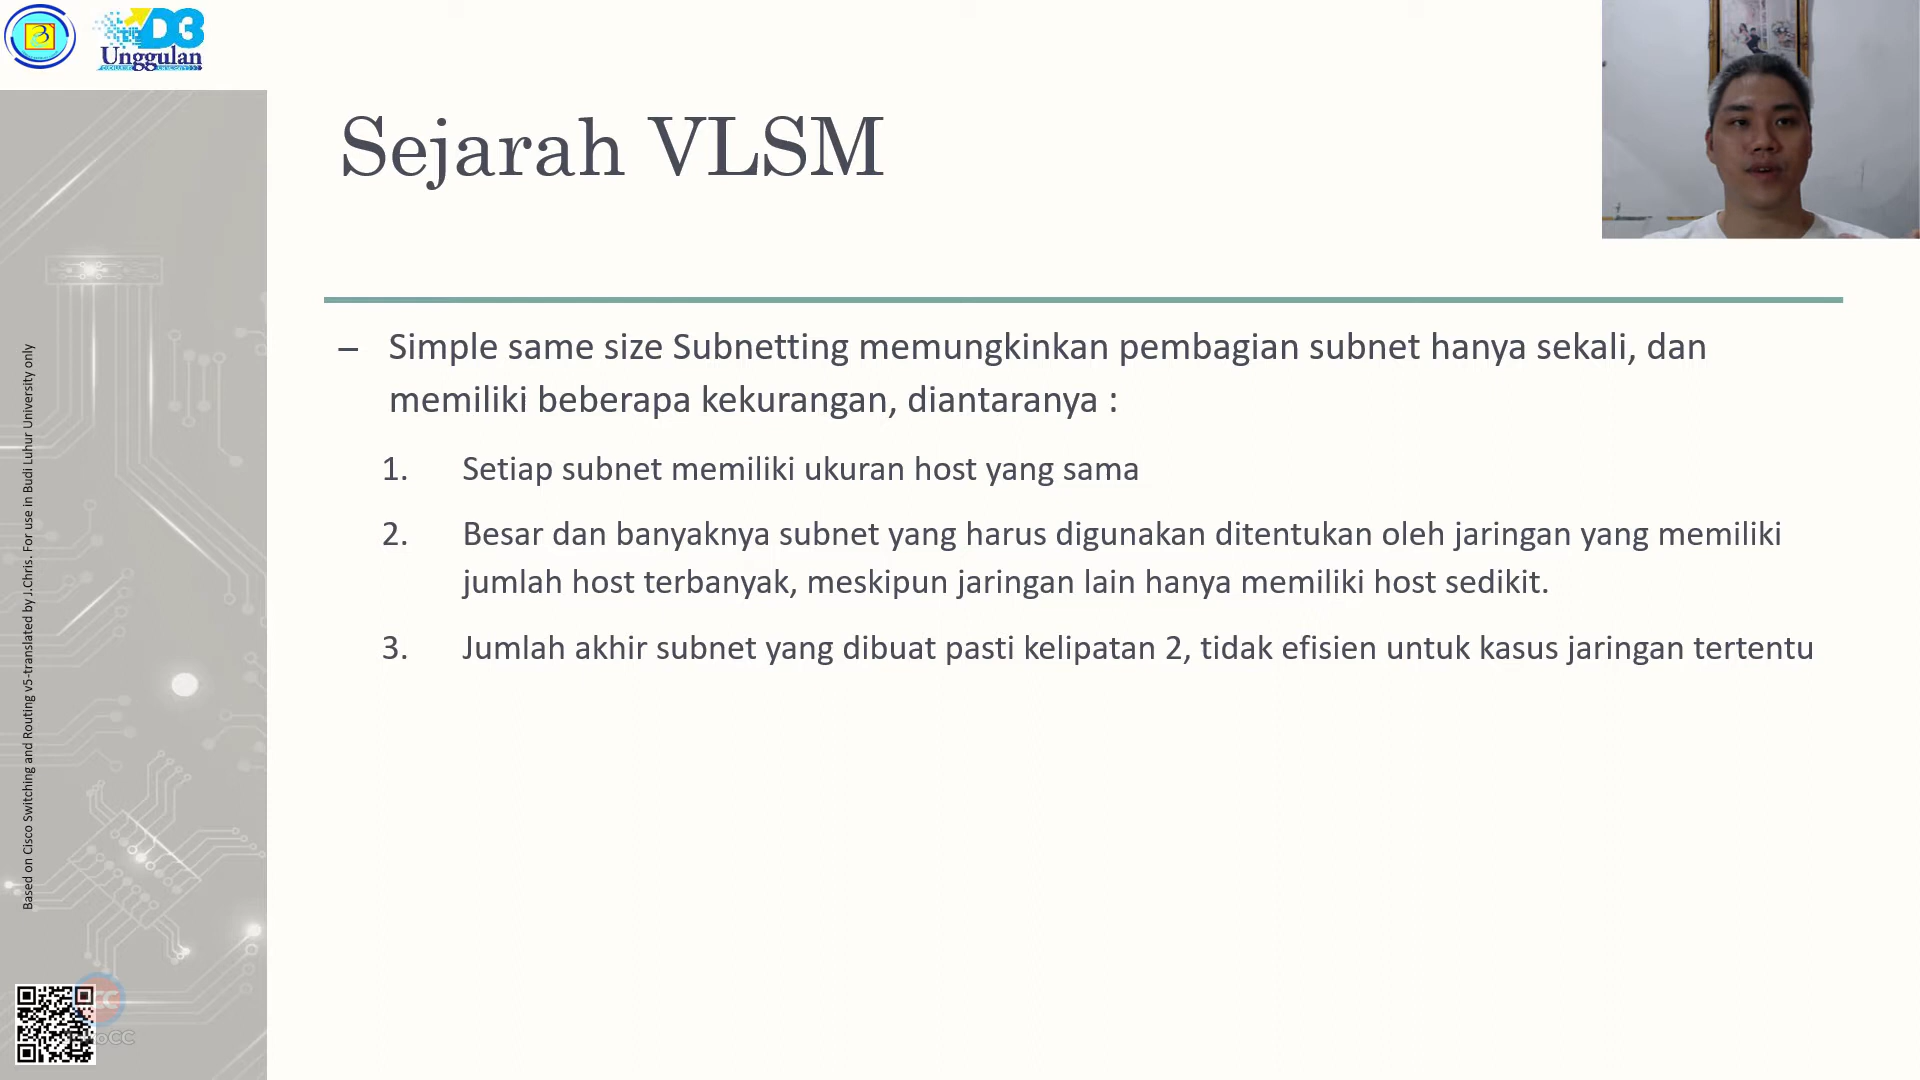 D3
Unggulan
Sejarah VLSM
– Simple same size Subnetting memungkinkan pembagian subnet hanya sekali, dan
memiliki beberapa kekurangan, diantaranya :
1. Setiap subnet memiliki ukuran host yang sama
2. Besar dan banyaknya subnet yang harus digunakan ditentukan oleh jaringan yang memiliki
jumlah host terbanyak, meskipun jaringan lain hanya memiliki host sedikit.
3. Jumlah akhir subnet yang dibuat pasti kelipatan 2, tidak efisien untuk kasus jaringan tertentu
Based on Cisco Switching and Routing v5-translated by J.Chris. For use in Budi Luhur University only